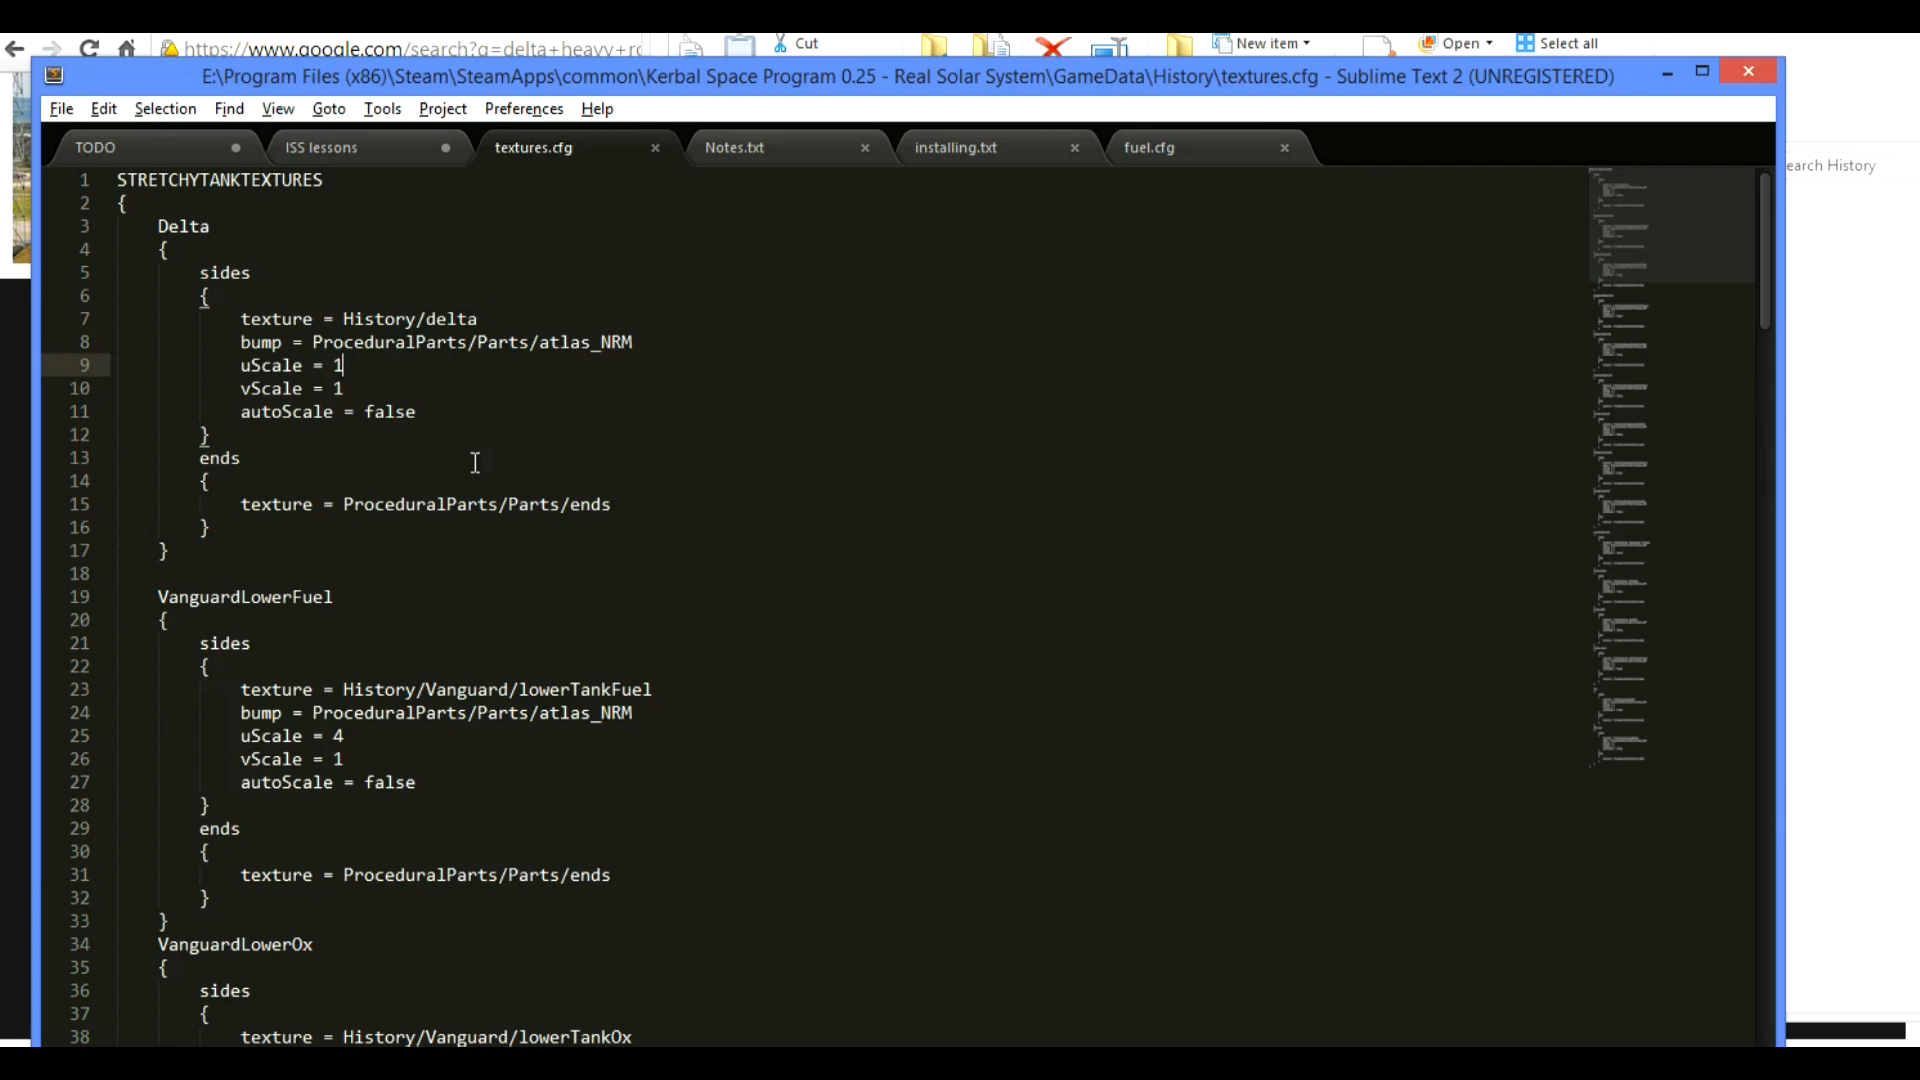 https://www.google.com/search?q=delta+heavy+rc
Cut
New item
Open
Select all
E:\Program Files (x86)\Steam\SteamApps\common\Kerbal Space Program 0.25 - Real Solar System\GameData\History\textures.cfg - Sublime Text 2 (UNREGISTERED)
File Edit Selection Find View Goto Tools Project Preferences Help
TODO ISS lessons textures.cfg Notes.txt installing.txt fuel.cfg
earch History
1 STRETCHYTANKTEXTURES
2 {
3 Delta
4 {
5 sides
6 {
7 texture = History/delta
8 bump = ProceduralParts/Parts/atlas_NRM
9 uScale = 1
10 vScale = 1
11 autoScale = false
12 }
13 ends
14 {
15 texture = ProceduralParts/Parts/ends
16 }
17 }
18
19 VanguardLowerFuel
20 {
21 sides
22 {
23 texture = History/Vanguard/lowerTankFuel
24 bump = ProceduralParts/Parts/atlas_NRM
25 uScale = 4
26 vScale = 1
27 autoScale = false
28 }
29 ends
30 {
31 texture = ProceduralParts/Parts/ends
32 }
33 }
34 VanguardLowerOx
35 {
36 sides
37 {
38 texture = History/Vanguard/lowerTankOx